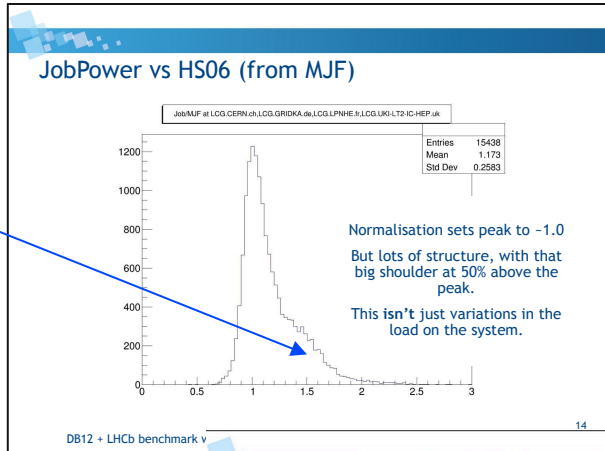 JobPower vs HS06 (from MJF)
Job/MJF at LCG.CERN.ch,LCG.GRIDKA.de,LCG.LPNHE.fr,LCG.UKI-LT2-IC-HEP.uk
Entries 15438
Mean 1.173
Std Dev 0.2583
1200
1000
800
600
400
200
0
0 0.5 1 1.5 2 2.5 3
Normalisation sets peak to ~1.0
But lots of structure, with that
big shoulder at 50% above the
peak.
This isn't just variations in the
load on the system.
DB12 + LHCb benchmark
14